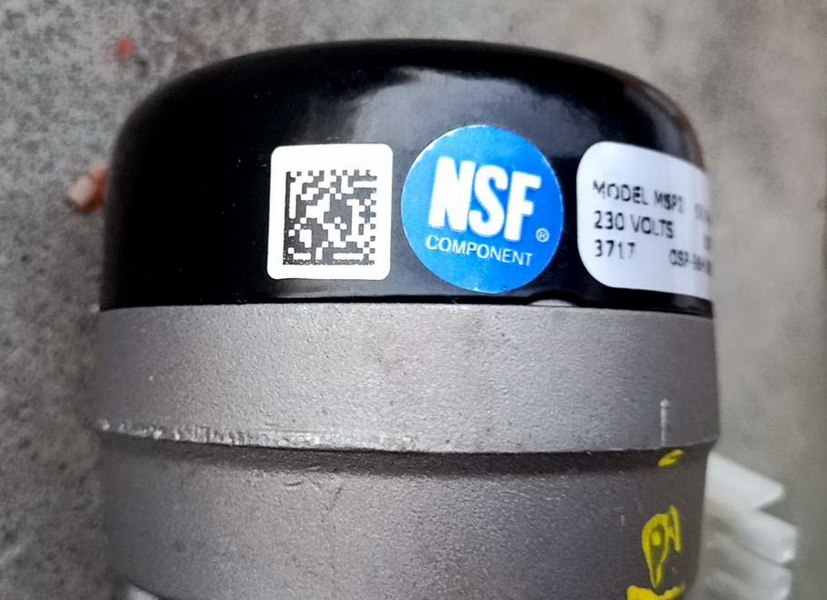 NSF
®
COMPONENT
MODEL MSP2
230 VOLTS
3717